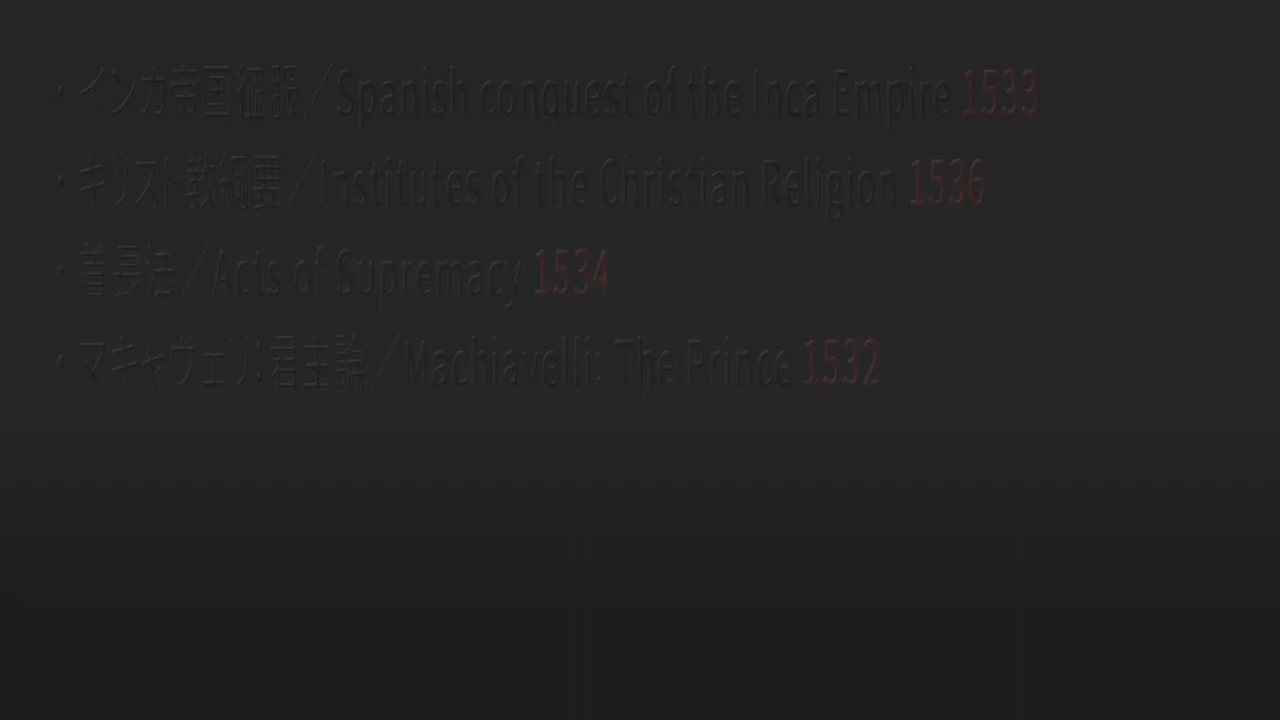 ・インカ帝国征服／Spanish conquest of the Inca Empire 1533
・キリスト教綱要／Institutes of the Christian Religion 1536
・首長法／Acts of Supremacy 1534
・マキャヴェリ：君主論／Machiavelli: The Prince 1532